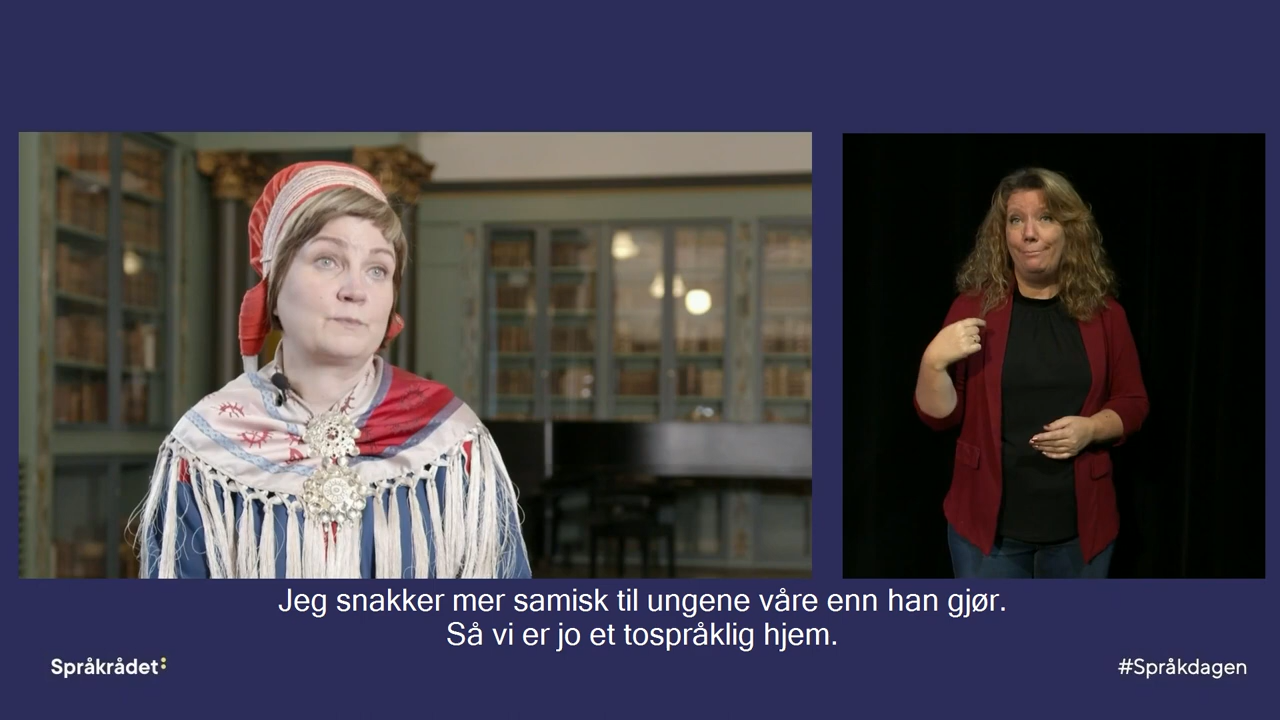 Jeg snakker mer samisk til ungene våre enn han gjør.
Så vi er jo et tospråklig hjem.
Språkrådet:
#Språkdagen